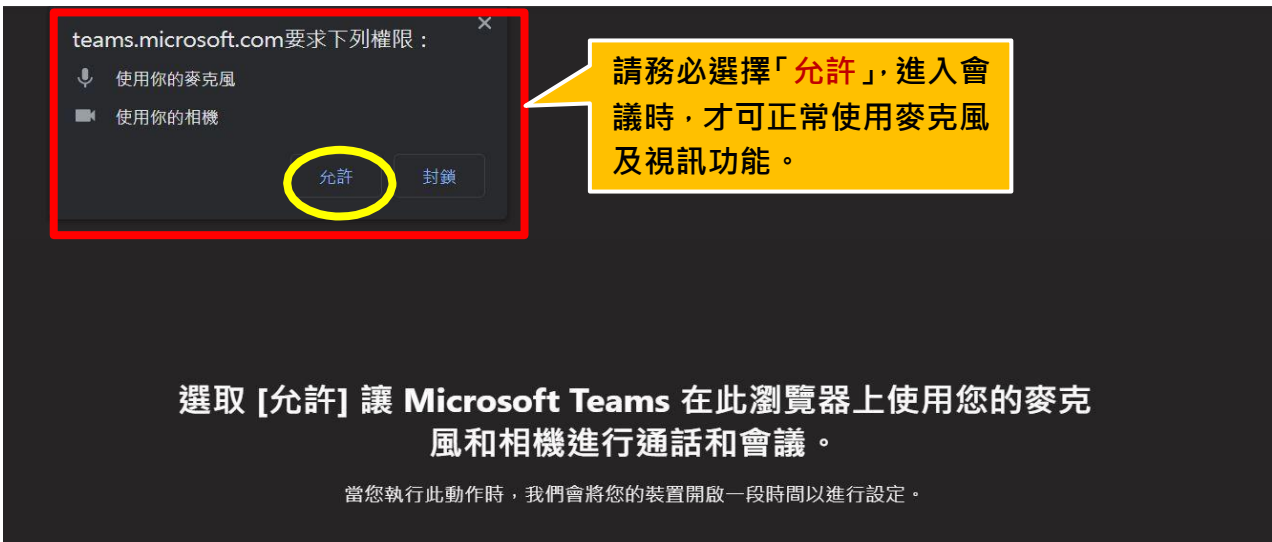 teams.microsoft.com要求下列權限：
使用你的麥克風
使用你的相機
允許
封鎖
請務必選擇「允許」，進入會
議時，才可正常使用麥克風
及視訊功能。
選取 [允許] 讓 Microsoft Teams 在此瀏覽器上使用您的麥克
風和相機進行通話和會議。
當您執行此動作時，我們會將您的裝置開啟一段時間以進行設定。